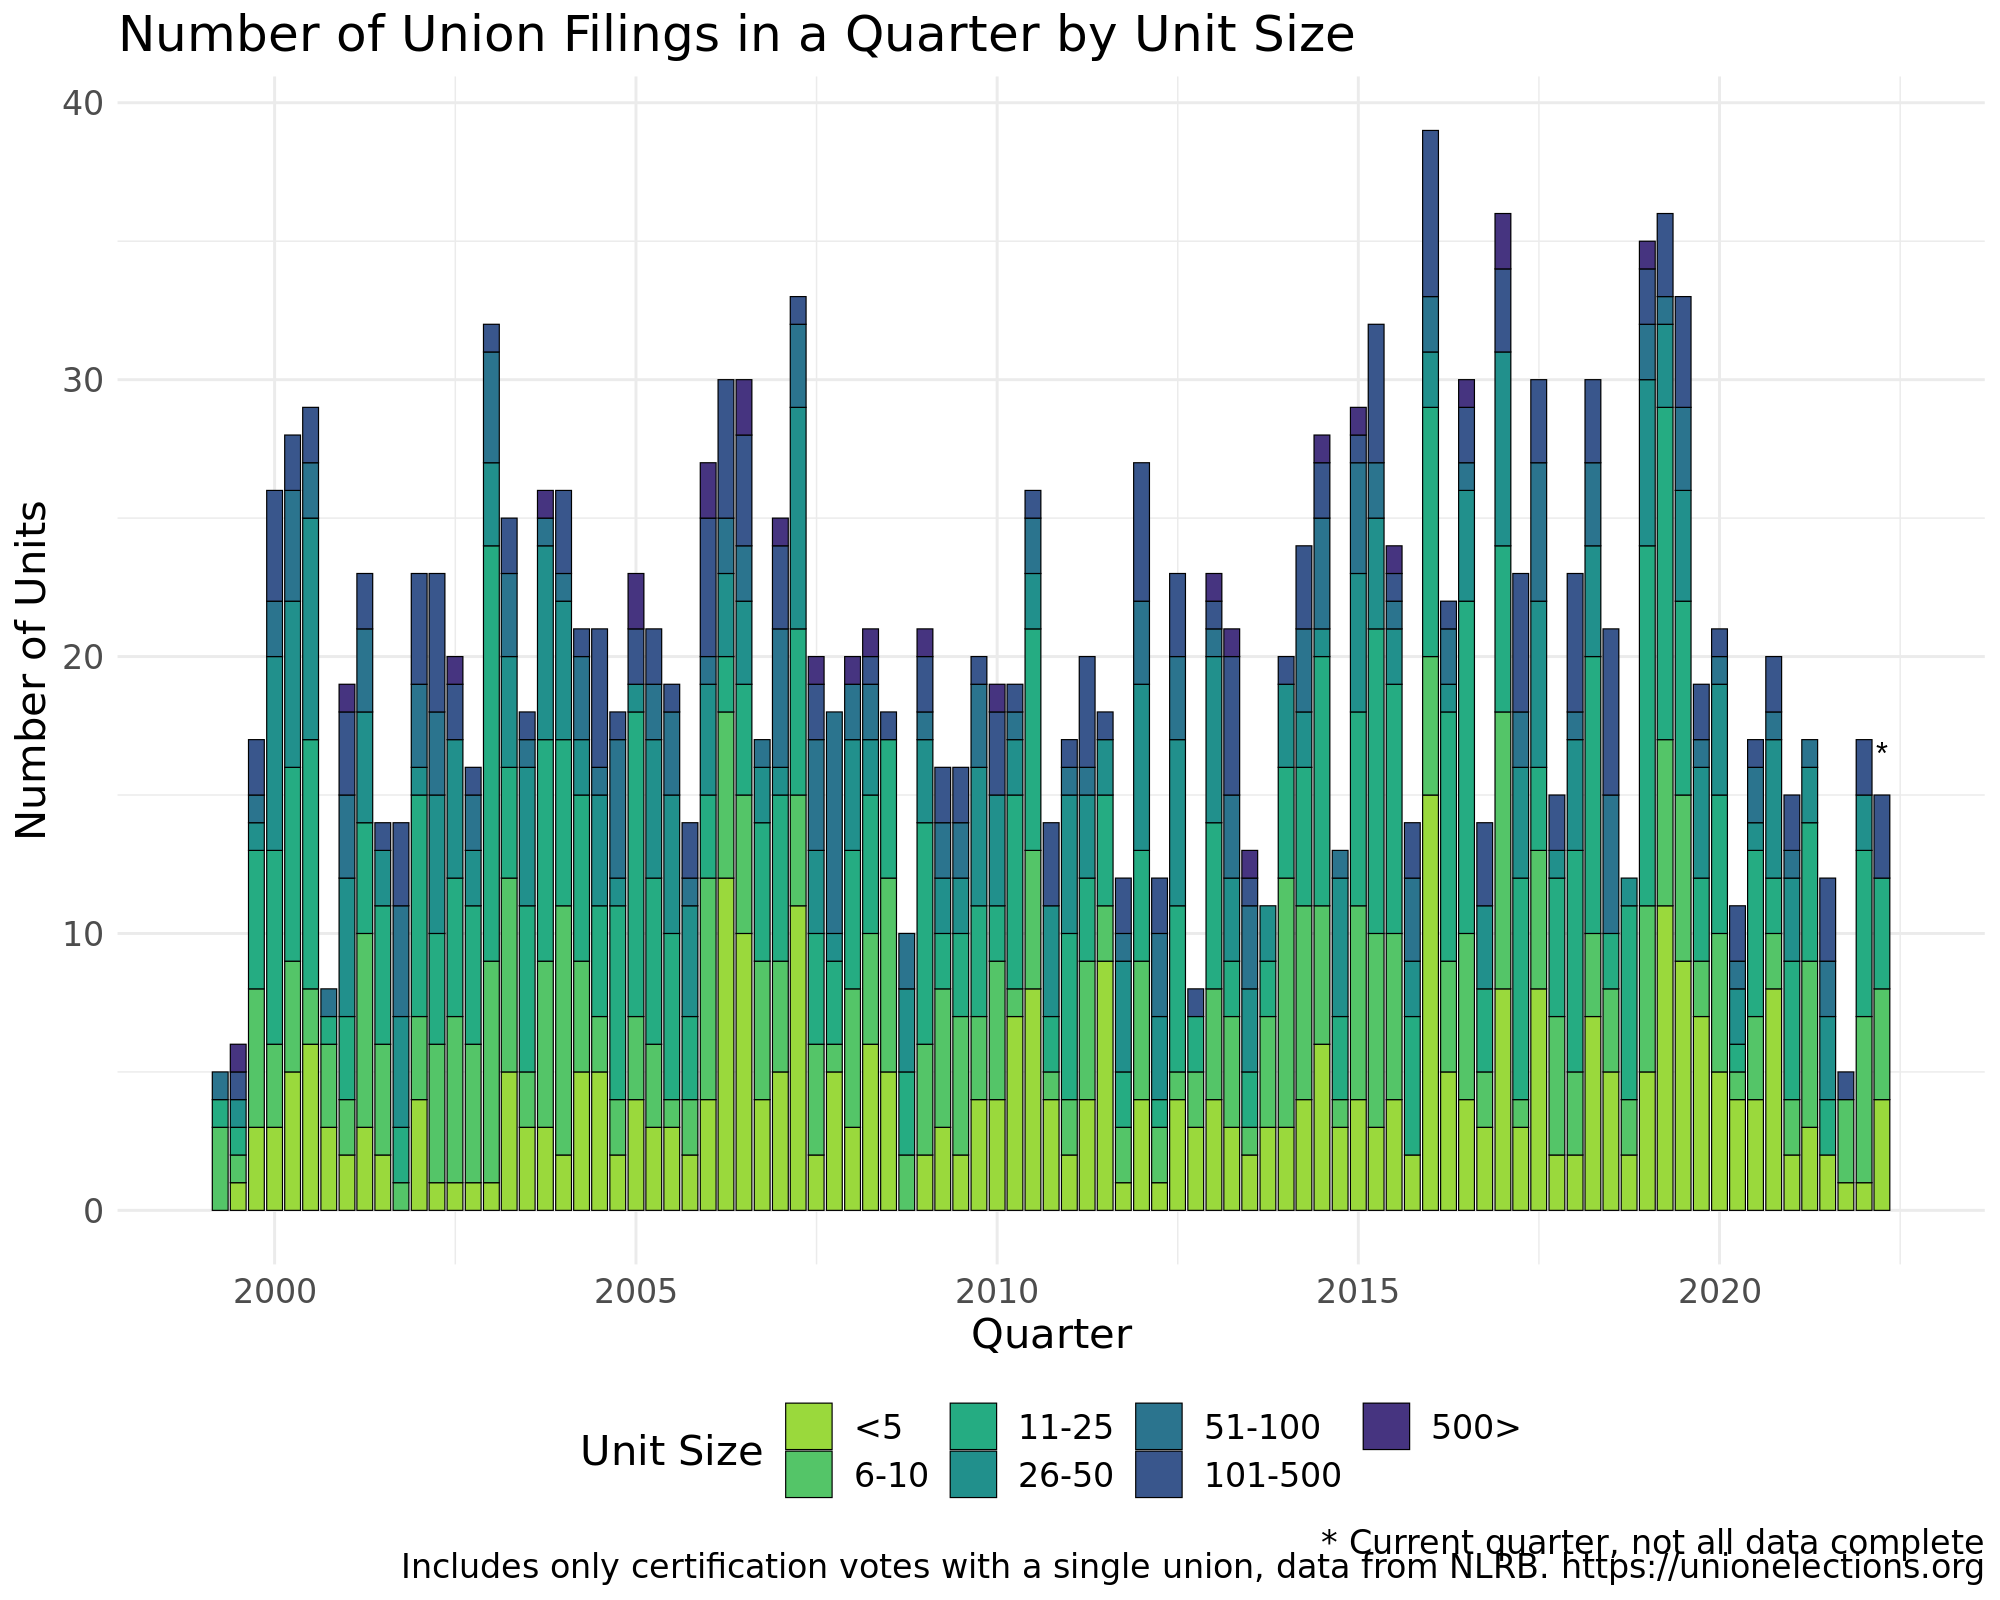 Number of Union Filings in a Quarter by Unit Size
Number of Units
40
30
20
10
0
*
2000 2005 2010 2015 2020
Quarter
Unit Size
<5 11-25 51-100 500>
6-10 26-50 101-500
* Current quarter, not all data complete
Includes only certification votes with a single union, data from NLRB. https://unionelections.org